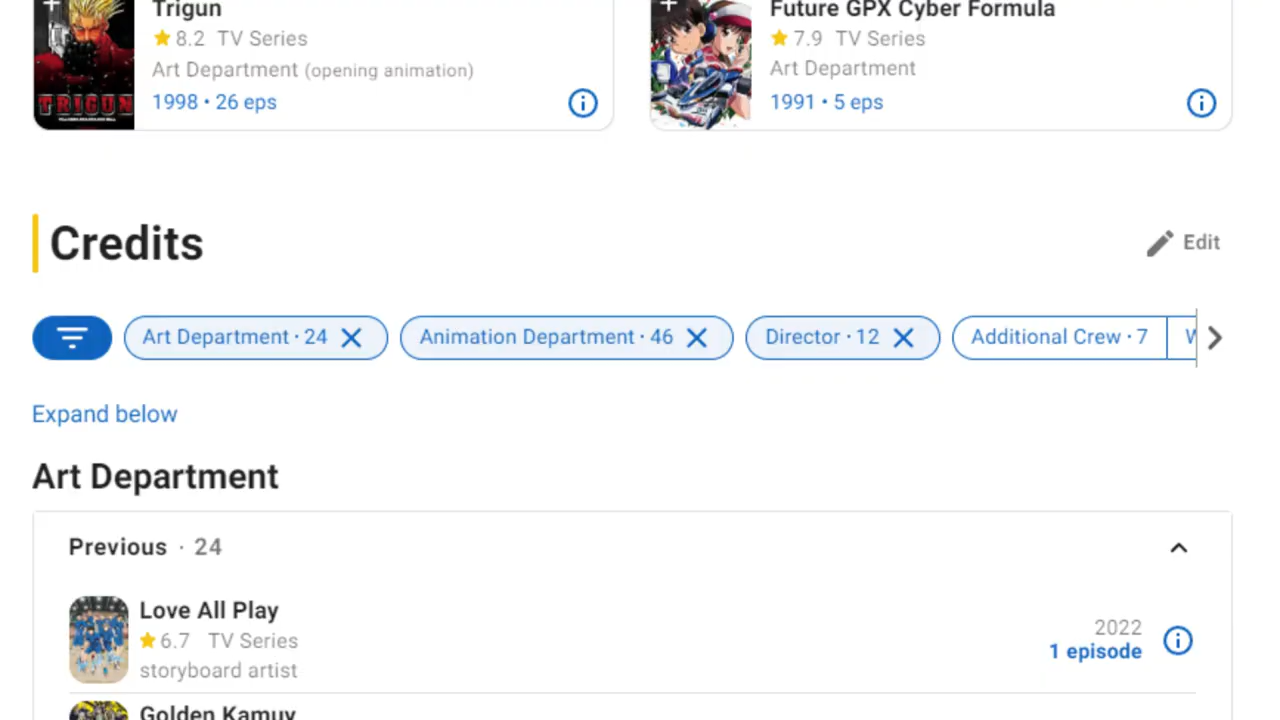 Trigun
8.2 TV Series
Art Department (opening animation)
1998 • 26 eps
TRIGUN
Future GPX Cyber Formula
7.9 TV Series
Art Department
1991 • 5 eps
Credits
Edit
Art Department · 24
Animation Department · 46
Director · 12
Additional Crew · 7
Expand below
Art Department
Previous · 24
Love All Play
6.7 TV Series
storyboard artist
2022
1 episode
Golden Kamuy